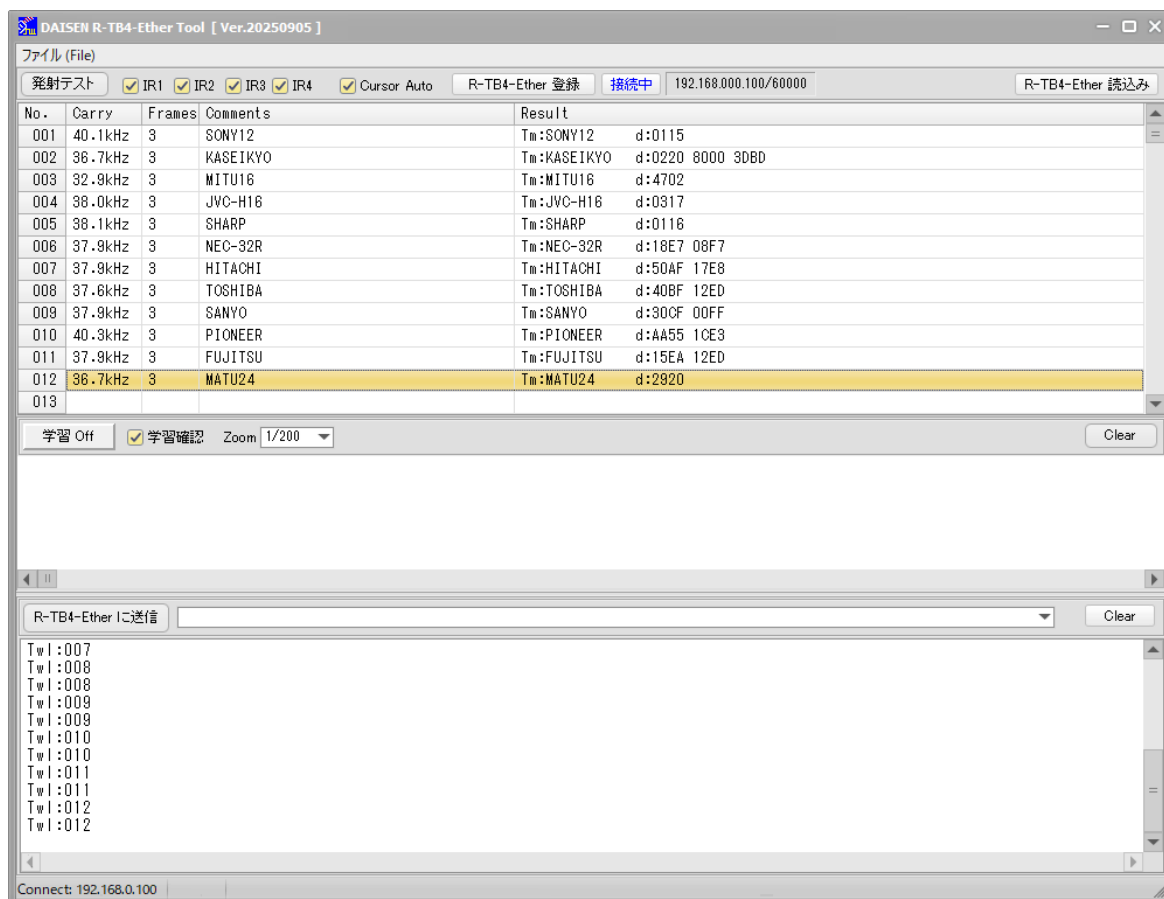 DAISEN R-TB4-Ether Tool [ Ver.20250905 ]
ファイル (File)
発射テスト IR1 IR2 IR3 IR4 Cursor Auto R-TB4-Ether 登録 接続中 192.168.000.100/60000 R-TB4-Ether 読込み
No. Carry Frames Comments Result
001 40.1kHz 3 SONY12 Tm:SONY12 d:0115
002 36.7kHz 3 KASEIKYO Tm:KASEIKYO d:0220 8000 3DBD
003 32.9kHz 3 MITU16 Tm:MITU16 d:4702
004 38.0kHz 3 JVC-H16 Tm:JVC-H16 d:0317
005 38.1kHz 3 SHARP Tm:SHARP d:0116
006 37.9kHz 3 NEC-32R Tm:NEC-32R d:18E7 08F7
007 37.9kHz 3 HITACHI Tm:HITACHI d:50AF 17E8
008 37.6kHz 3 TOSHIBA Tm:TOSHIBA d:40BF 12ED
009 37.9kHz 3 SANYO Tm:SANYO d:30CF 00FF
010 40.3kHz 3 PIONEER Tm:PIONEER d:AA55 1CE3
011 37.9kHz 3 FUJITSU Tm:FUJITSU d:15EA 12ED
012 36.7kHz 3 MATU24 Tm:MATU24 d:2920
013
学習 Off 学習確認 Zoom 1/200 Clear
R-TB4-Ether に送信 Clear
Twl:007
Twl:008
Twl:008
Twl:009
Twl:009
Twl:010
Twl:010
Twl:011
Twl:011
Twl:012
Twl:012
Connect: 192.168.0.100